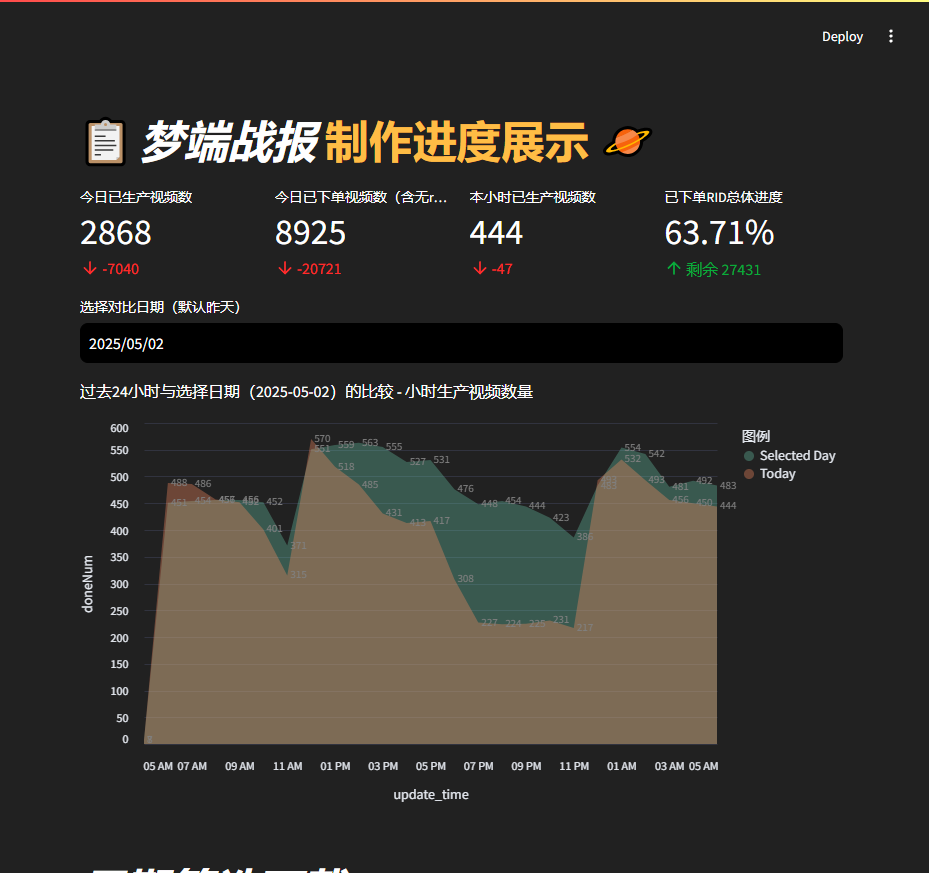 Deploy
梦端战报 制作进度展示
今日已生产视频数
2868
-7040
今日已下单视频数（含无r...
8925
-20721
本小时已生产视频数
444
-47
已下单RID总体进度
63.71%
剩余 27431
选择对比日期（默认昨天）
2025/05/02
过去24小时与选择日期（2025-05-02）的比较 - 小时生产视频数量
图例
Selected Day
Today
doneNum
600
550
500
450
400
350
300
250
200
150
100
50
0
570 559 563 555
551 518 485 431 413 417
527 531 476 448 454 444 423 386
488 486 457 456 452
451 454 401 371
315
308 227 224 225 231 217
554 542
532 493 481 492 483
456 450 444
05 AM 07 AM 09 AM 11 AM 01 PM 03 PM 05 PM 07 PM 09 PM 11 PM 01 AM 03 AM 05 AM
update_time